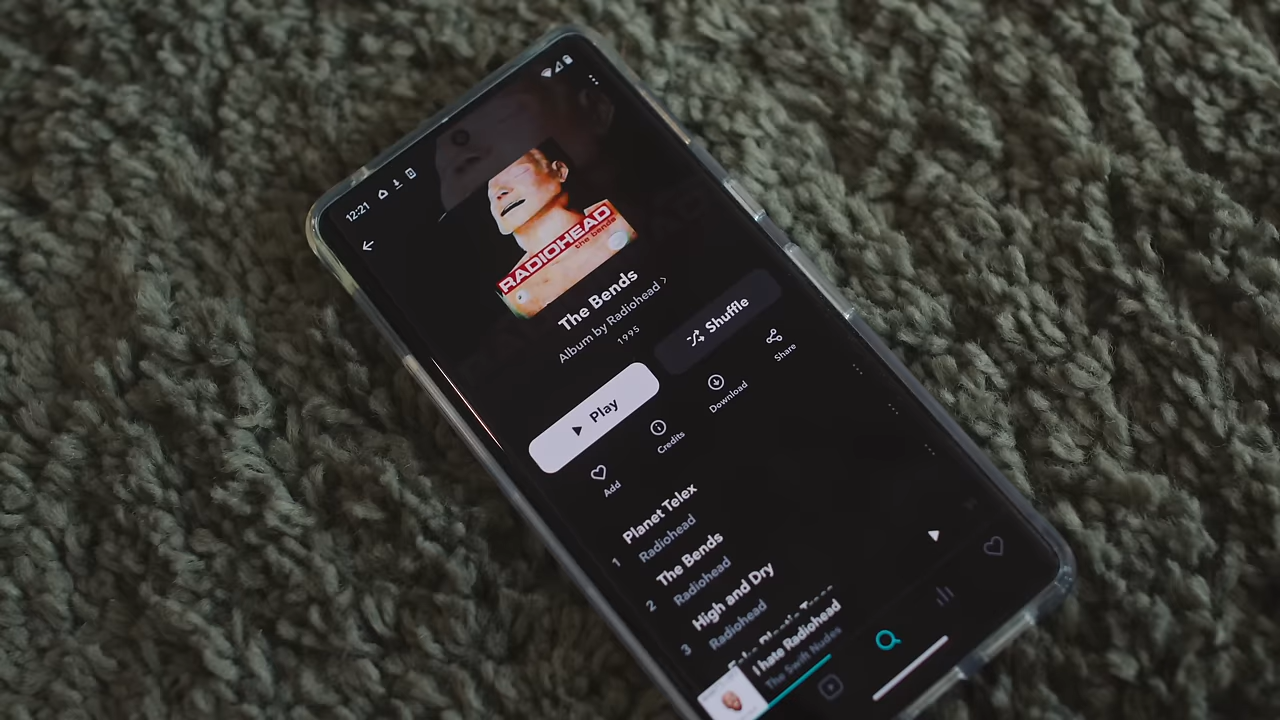 12:21
RADIOHEAD
the bends
The Bends
Album by Radiohead
1995
Play
Shuffle
Add
Credits
Download
Share
1
Planet Telex
Radiohead
2
The Bends
Radiohead
3
High and Dry
Radiohead
I hate Radiohead
The Swift Nudes